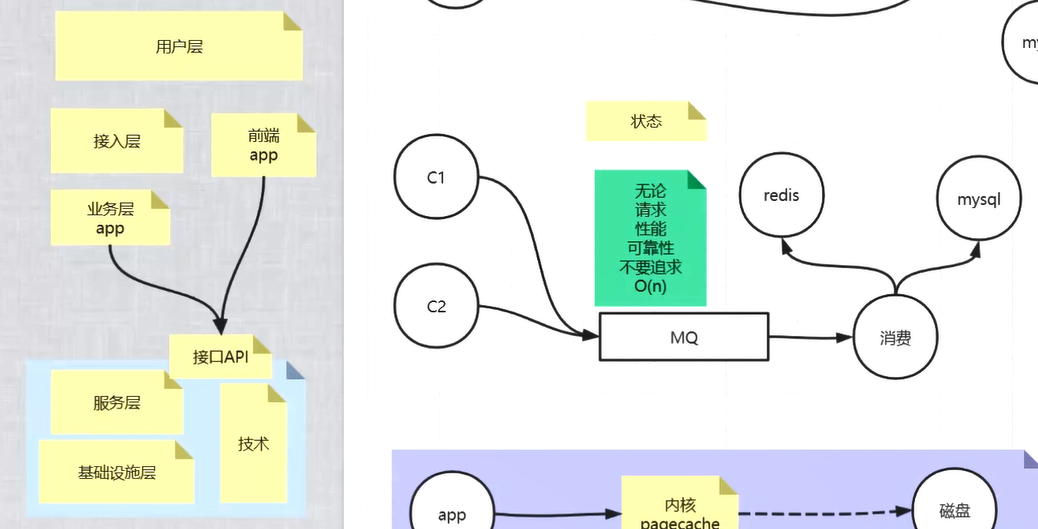 用户层
接入层
前端
app
业务层
app
接口API
服务层
技术
基础设施层
状态
C1
无论
请求
性能
可靠性
不要追求
O(n)
redis
mysql
C2
MQ
消费
app
内核
pagecache
磁盘